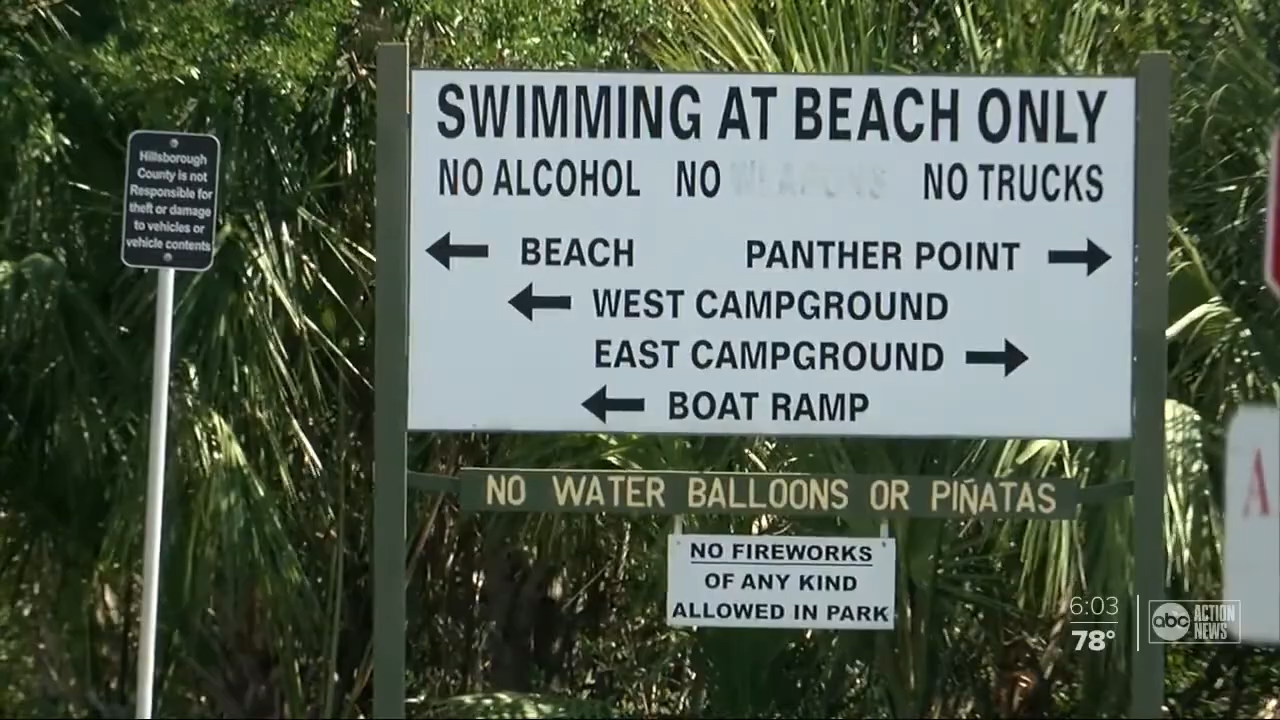 Hillsborough
County is not
Responsible for
theft or damage
to vehicles or
vehicle contents
SWIMMING AT BEACH ONLY
NO ALCOHOL NO WEAPONS NO TRUCKS
BEACH PANTHER POINT
WEST CAMPGROUND
EAST CAMPGROUND
BOAT RAMP
NO WATER BALLOONS OR PIÑATAS
NO FIREWORKS
OF ANY KIND
ALLOWED IN PARK
A
6:03
78°
abc ACTION NEWS